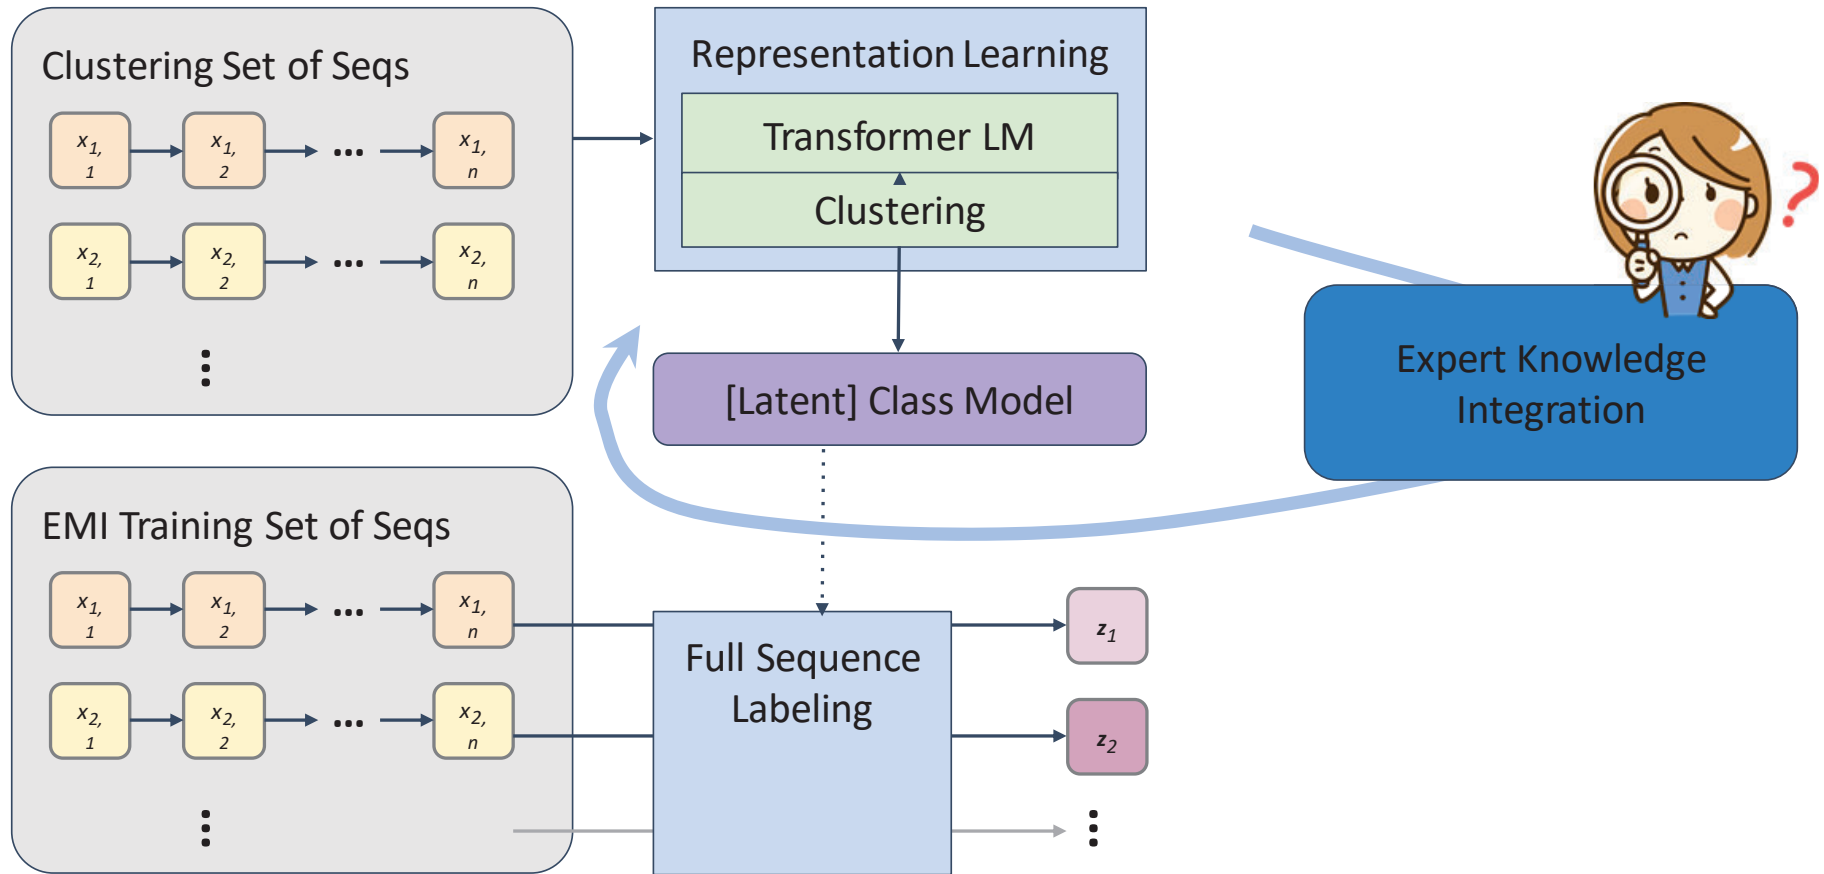 Clustering Set of Seqs
x1, 1 x1, 2 ... x1, n
x2, 1 x2, 2 ... x2, n
Representation Learning
Transformer LM
Clustering
[Latent] Class Model
?
Expert Knowledge
Integration
EMI Training Set of Seqs
x1, 1 x1, 2 ... x1, n
x2, 1 x2, 2 ... x2, n
Full Sequence
Labeling
z1
z2